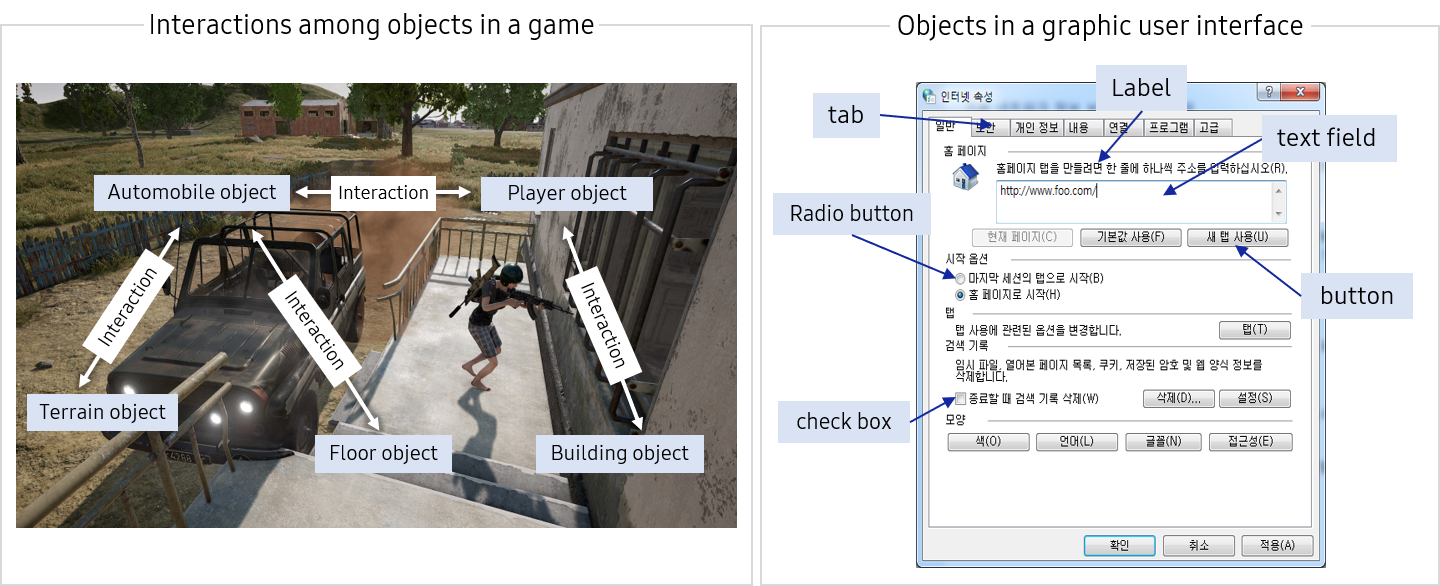 Interactions among objects in a game
Automobile object
Interaction
Player object
Interaction
Interaction
Interaction
Terrain object
Floor object
Building object
Objects in a graphic user interface
인터넷 속성
Label
tab
일반
보안
개인 정보
내용
연결
프로그램
고급
text field
홈 페이지
홈페이지 탭을 만들려면 한 줄에 하나씩 주소를 입력하십시오(R).
http://www.foo.com/
Radio button
현재 페이지(C)
기본값 사용(F)
새 탭 사용(U)
시작 옵션
마지막 세션의 탭으로 시작(B)
홈 페이지로 시작(H)
button
탭
탭 사용에 관련된 옵션을 변경합니다.
탭(T)
검색 기록
임시 파일, 열어본 페이지 목록, 쿠키, 저장된 암호 및 웹 양식 정보를
삭제합니다.
check box
종료할 때 검색 기록 삭제(W)
삭제(D)...
설정(S)
모양
색(O)
언어(L)
글꼴(N)
접근성(E)
확인
취소
적용(A)